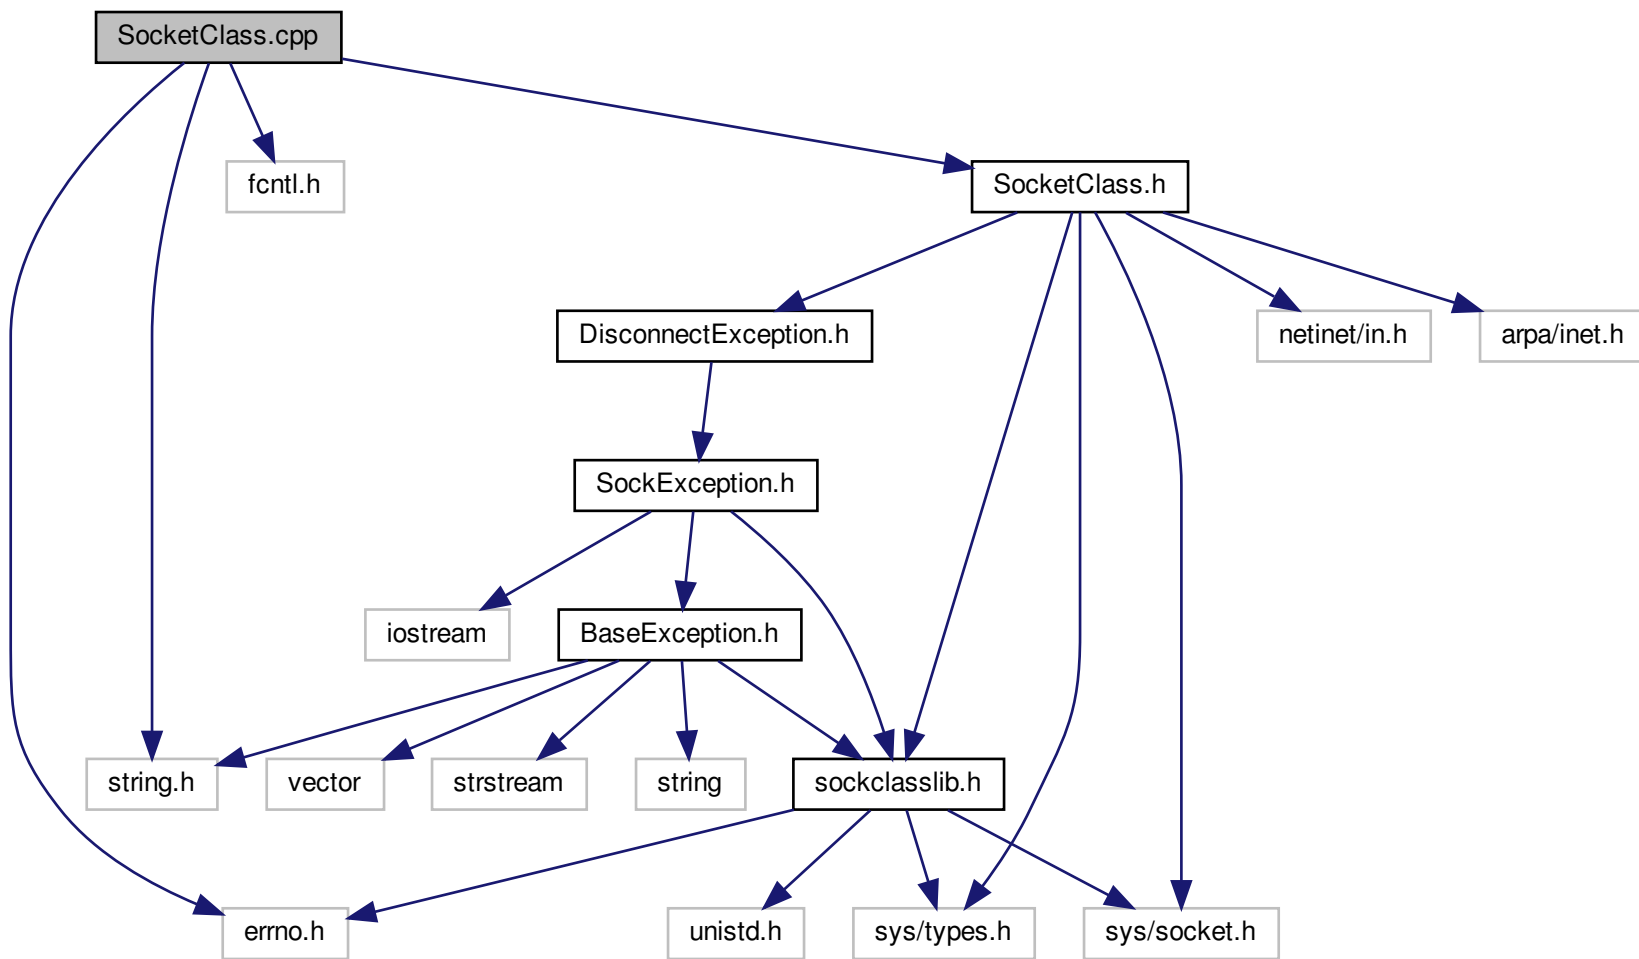 SocketClass.cpp
fcntl.h
SocketClass.h
DisconnectException.h
netinet/in.h
arpa/inet.h
SockException.h
iostream
BaseException.h
string.h
vector
strstream
string
sockclasslib.h
errno.h
unistd.h
sys/types.h
sys/socket.h